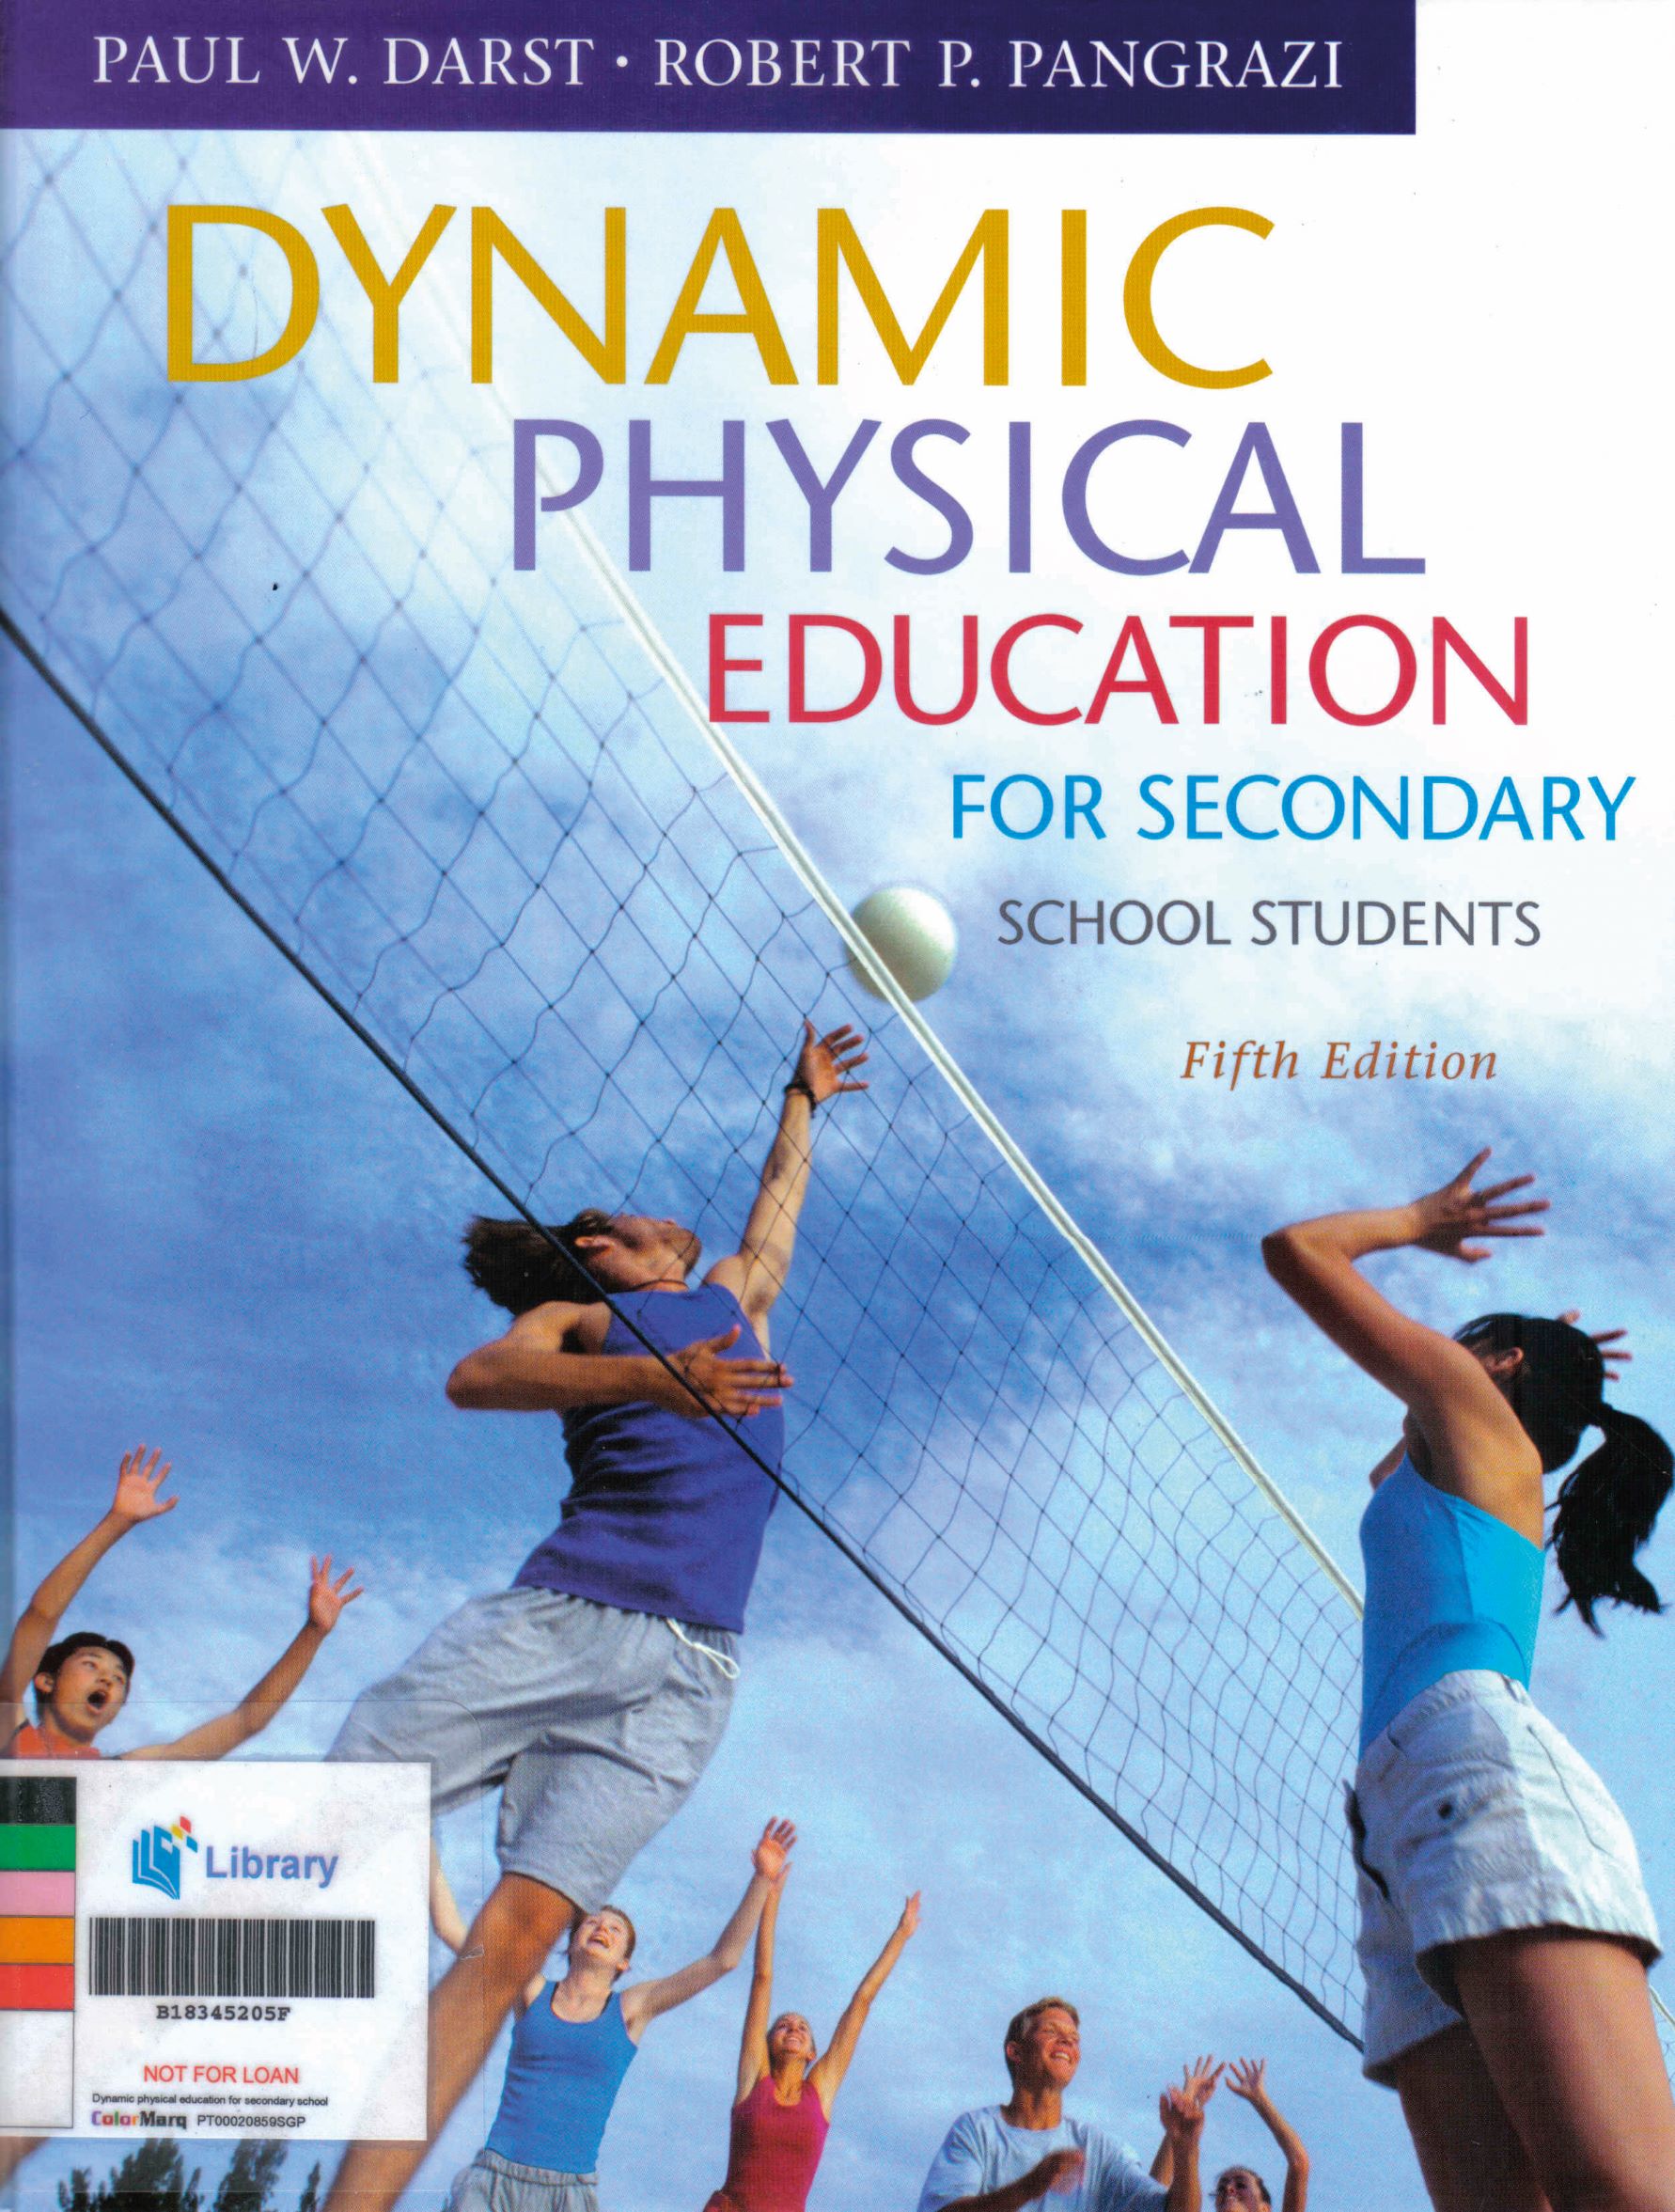 PAUL W. DARST • ROBERT P. PANGRAZI
DYNAMIC
PHYSICAL
EDUCATION
FOR SECONDARY
SCHOOL STUDENTS
Fifth Edition
Library
B18345205F
NOT FOR LOAN
Dynamic physical education for secondary school
ColorMarq PT00020859SGP